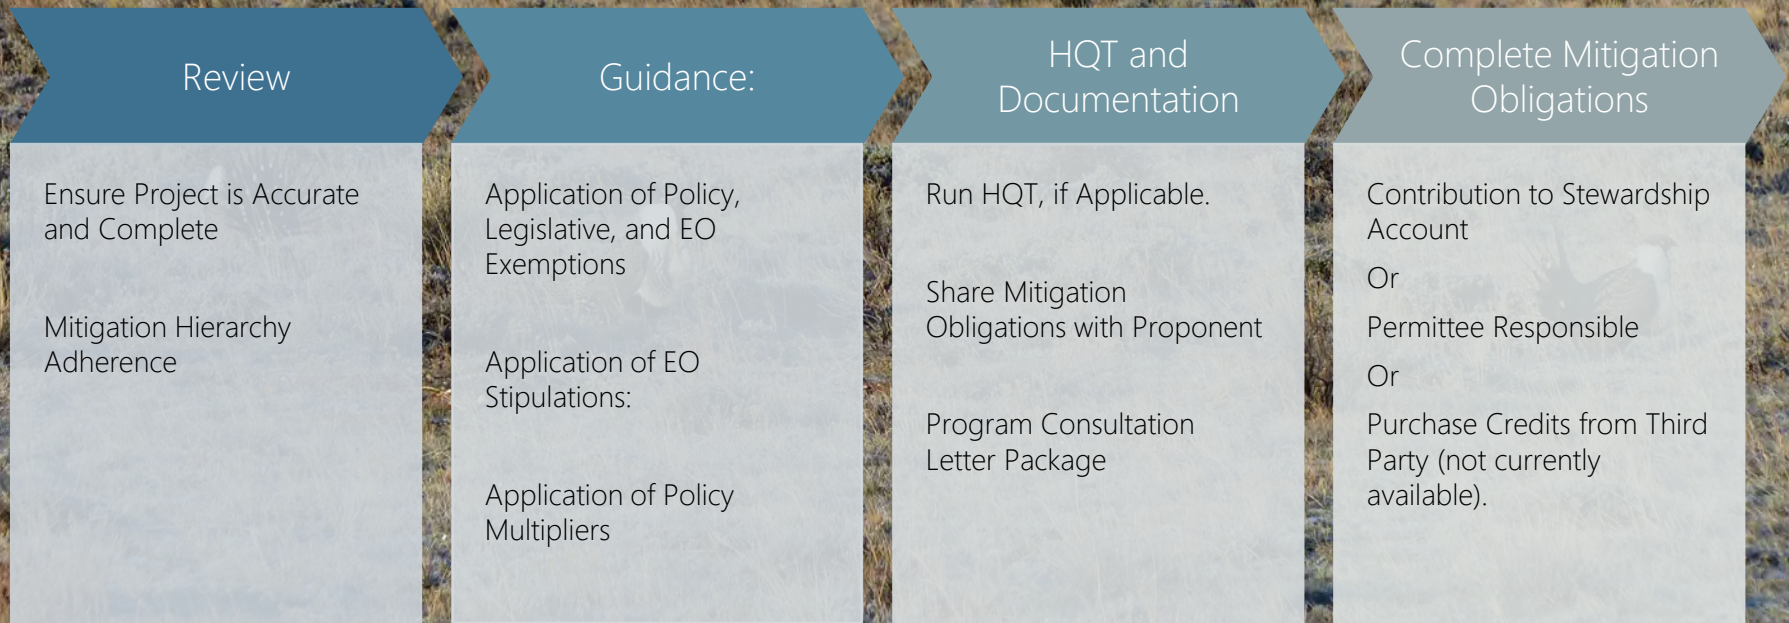 Review
Ensure Project is Accurate
and Complete
Mitigation Hierarchy
Adherence
Guidance:
Application of Policy,
Legislative, and EO
Exemptions
Application of EO
Stipulations:
Application of Policy
Multipliers
HQT and
Documentation
Run HQT, if Applicable.
Share Mitigation
Obligations with Proponent
Program Consultation
Letter Package
Complete Mitigation
Obligations
Contribution to Stewardship
Account
Or
Permittee Responsible
Or
Purchase Credits from Third
Party (not currently
available).